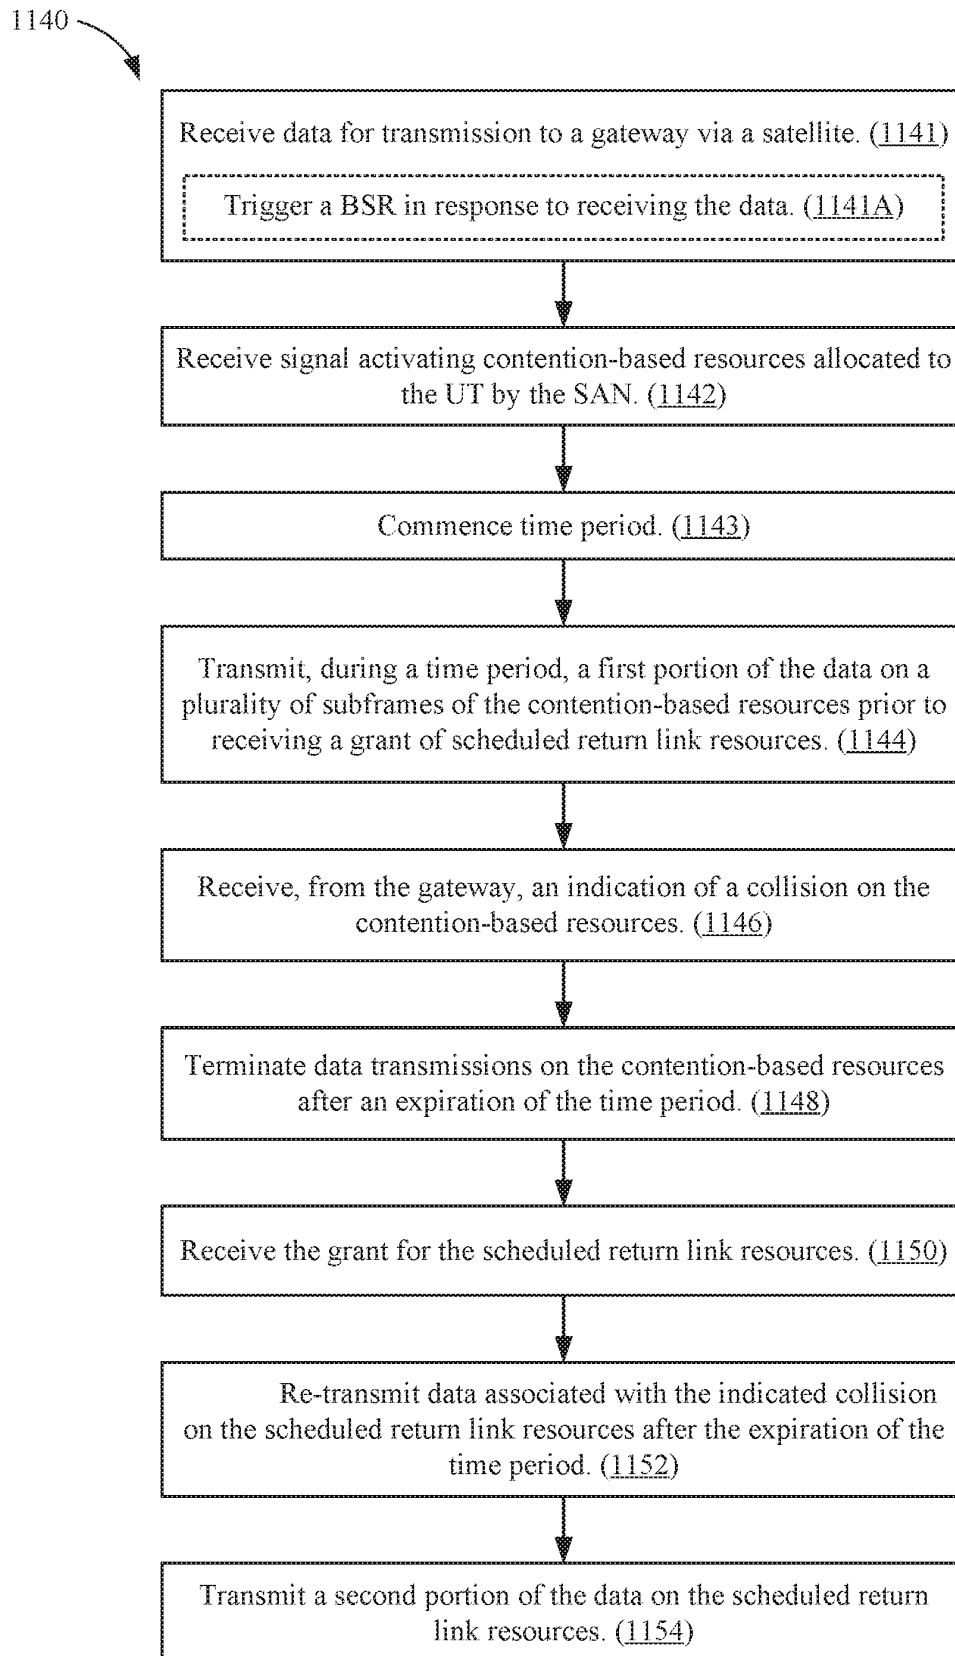 1140
Receive data for transmission to a gateway via a satellite. (1141)
Trigger a BSR in response to receiving the data. (1141A)
Receive signal activating contention-based resources allocated to
the UT by the SAN. (1142)
Commence time period. (1143)
Transmit, during a time period, a first portion of the data on a
plurality of subframes of the contention-based resources prior to
receiving a grant of scheduled return link resources. (1144)
Receive, from the gateway, an indication of a collision on the
contention-based resources. (1146)
Terminate data transmissions on the contention-based resources
after an expiration of the time period. (1148)
Receive the grant for the scheduled return link resources. (1150)
Re-transmit data associated with the indicated collision
on the scheduled return link resources after the expiration of the
time period. (1152)
Transmit a second portion of the data on the scheduled return
link resources. (1154)